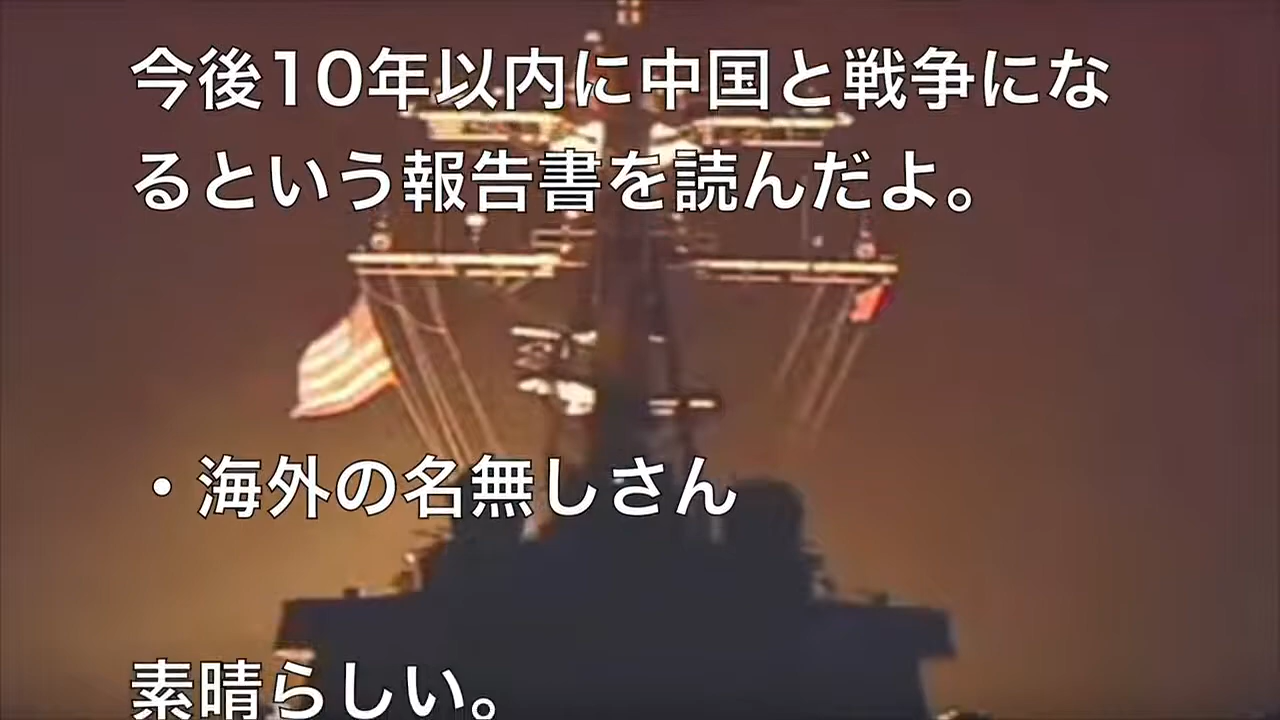 今後10年以内に中国と戦争にな
るという報告書を読んだよ。
・海外の名無しさん
素晴らしい。